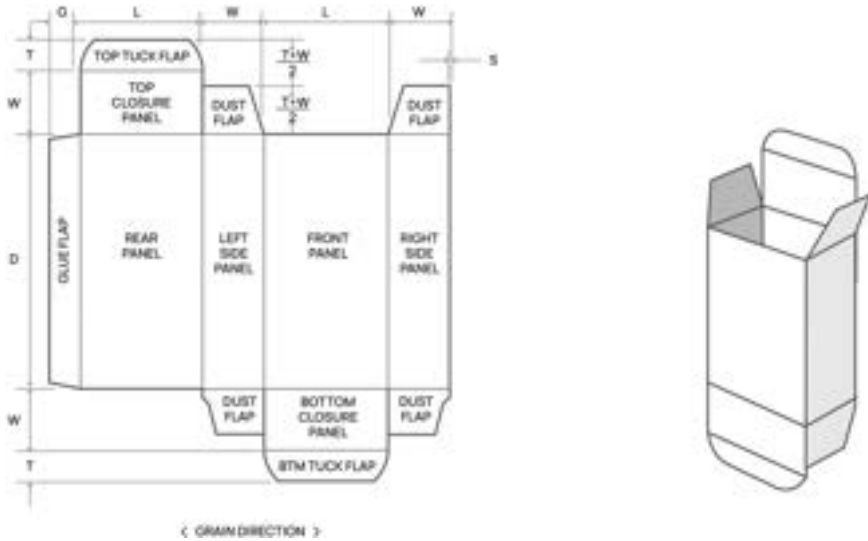 G L W L W
T
TOP TUCK FLAP
T+W
2
S
W
TOP
CLOSURE
PANEL
DUST
FLAP
T+W
2
DUST
FLAP
D
GLUE FLAP
REAR
PANEL
LEFT
SIDE
PANEL
FRONT
PANEL
RIGHT
SIDE
PANEL
W
DUST
FLAP
BOTTOM
CLOSURE
PANEL
DUST
FLAP
T
BTM TUCK FLAP
< GRAIN DIRECTION >